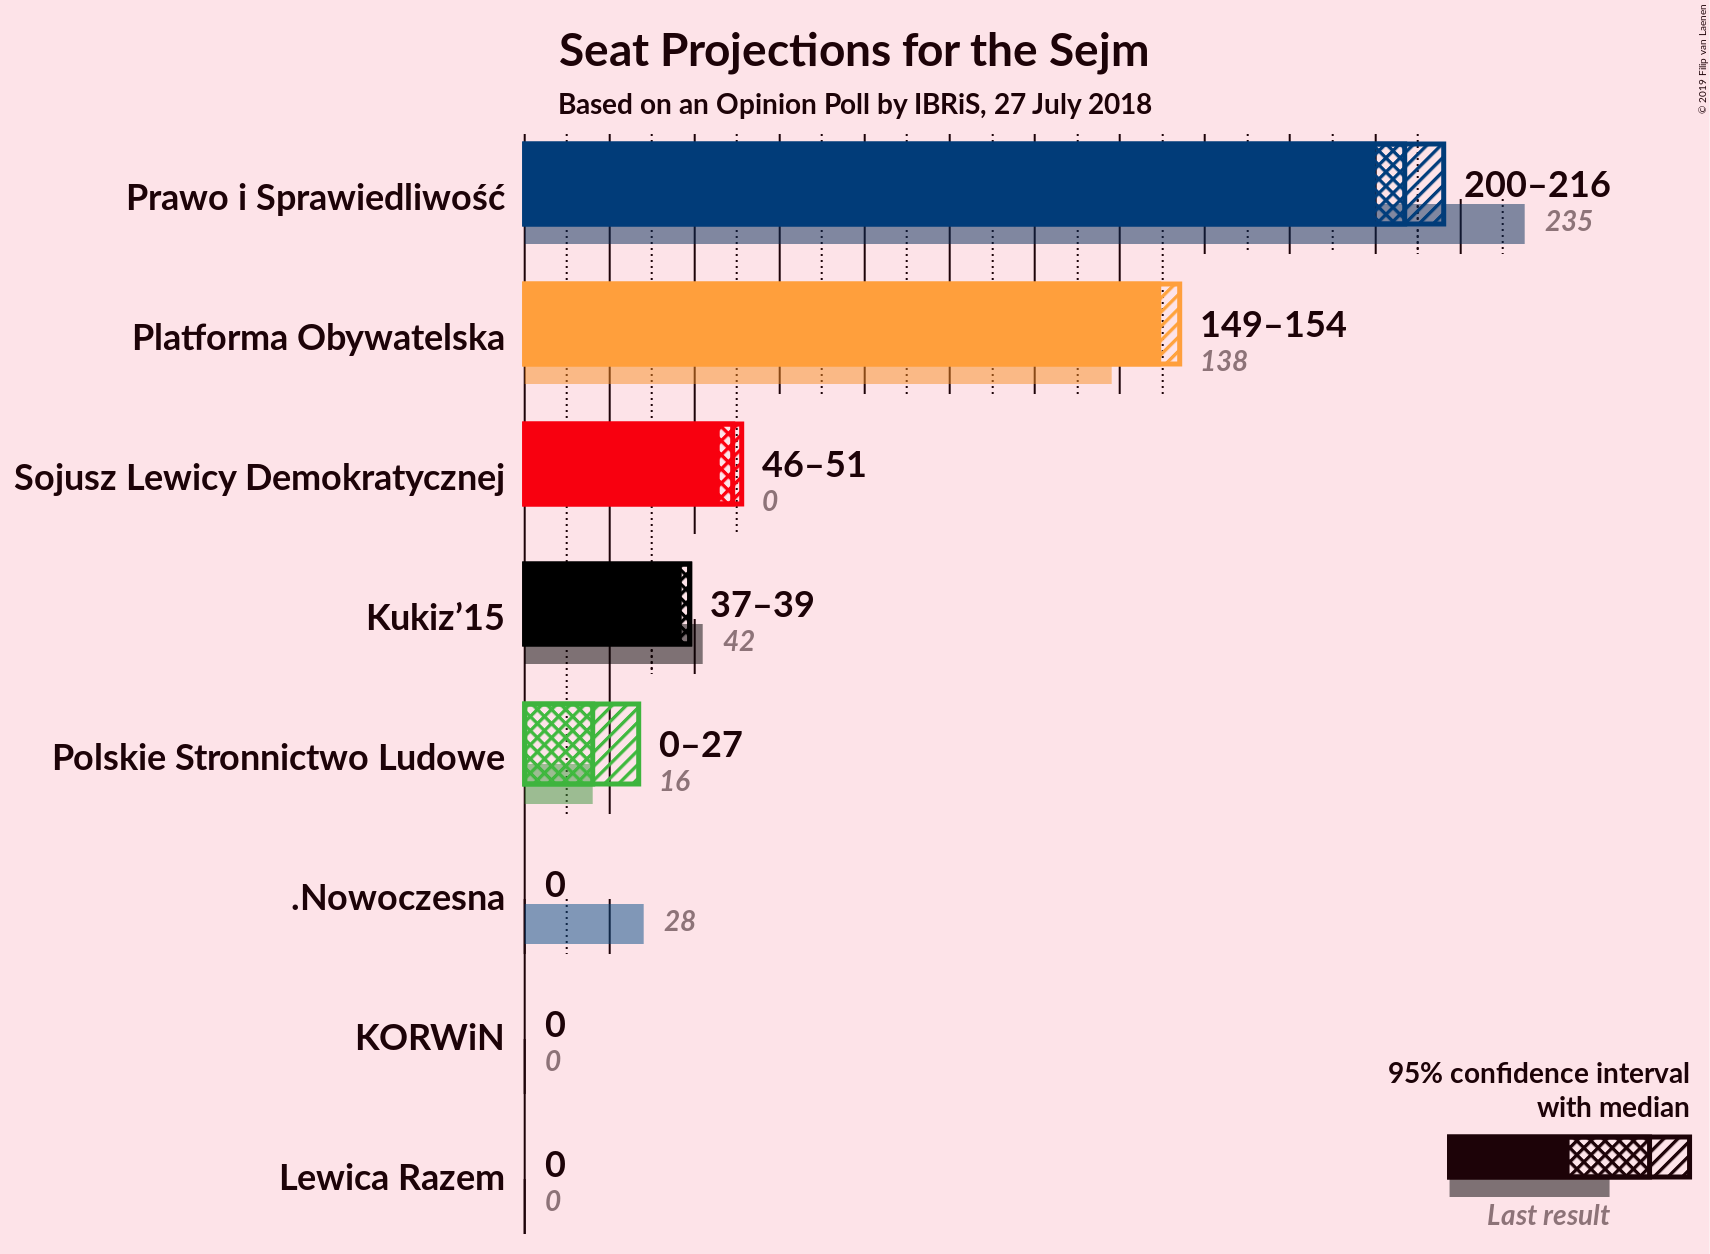 Seat Projections for the Sejm
Based on an Opinion Poll by IBRiS, 27 July 2018
© 2019 Filip van Laenen
Prawo i Sprawiedliwość
200–216
235
Platforma Obywatelska
149–154
138
Sojusz Lewicy Demokratycznej
46–51
0
Kukiz’15
37–39
42
Polskie Stronnictwo Ludowe
0–27
16
.Nowoczesna
0
28
KORWiN
0
0
Lewica Razem
0
0
95% confidence interval
with median
Last result